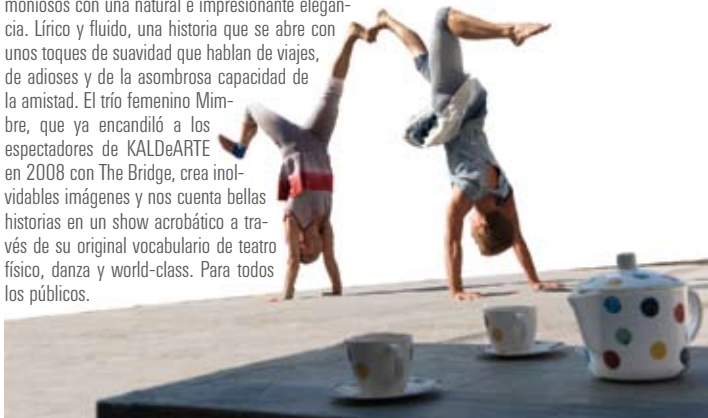 moniosos con una natural e impresionante elegan-
cia. Lírico y fluido, una historia que se abre con
unos toques de suavidad que hablan de viajes,
de adioses y de la asombrosa capacidad de
la amistad. El trío femenino Mim-
bre, que ya encandiló a los
espectadores de KALDeARTE
en 2008 con The Bridge, crea inol-
vidables imágenes y nos cuenta bellas
historias en un show acrobático a tra-
vés de su original vocabulario de teatro
físico, danza y world-class. Para todos
los públicos.